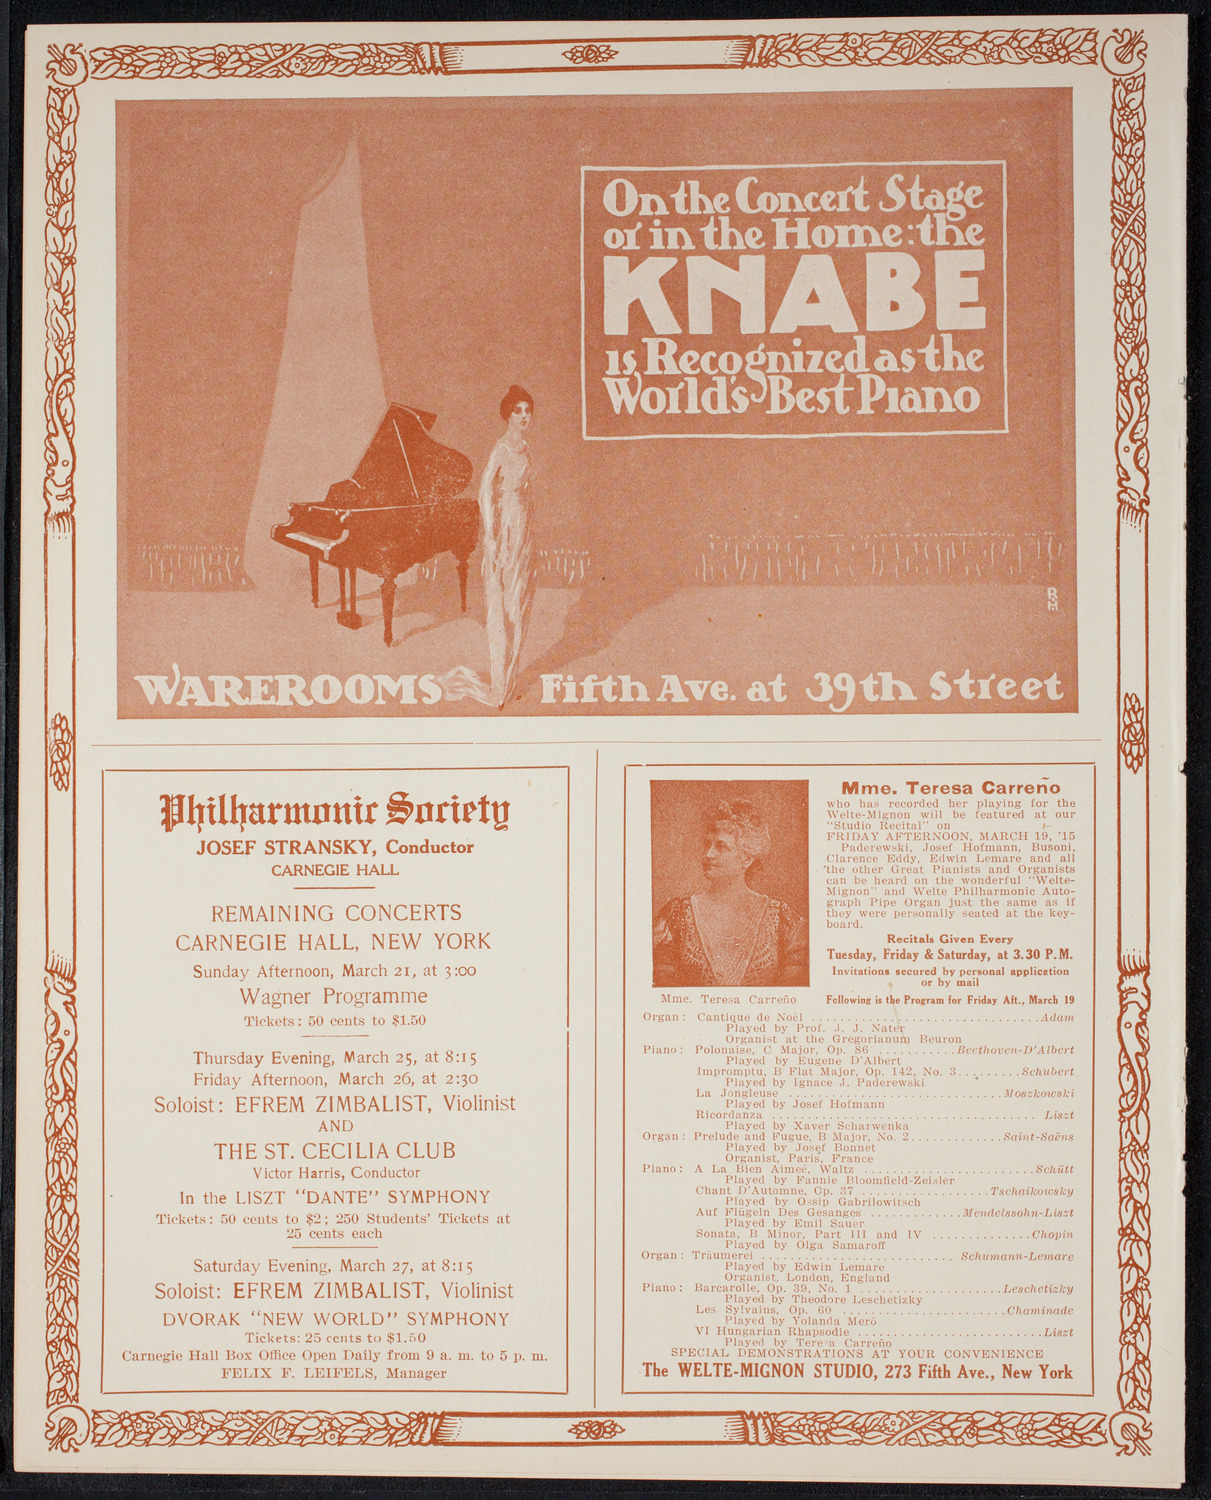 On the Concert Stage
or in the Home: the
KNABE
is Recognized as the
World's Best Piano
R
M
WAREROOMS Fifth Ave. at 39th Street
Philharmonic Society
JOSEF STRANSKY, Conductor
CARNEGIE HALL
REMAINING CONCERTS
CARNEGIE HALL, NEW YORK
Sunday Afternoon, March 21, at 3:00
Wagner Programme
Tickets: 50 cents to $1.50
Thursday Evening, March 25, at 8:15
Friday Afternoon, March 26, at 2:30
Soloist: EFREM ZIMBALIST, Violinist
AND
THE ST. CECILIA CLUB
Victor Harris, Conductor
In the LISZT "DANTE" SYMPHONY
Tickets: 50 cents to $2; 250 Students' Tickets at
25 cents each
Saturday Evening, March 27, at 8:15
Soloist: EFREM ZIMBALIST, Violinist
DVORAK "NEW WORLD" SYMPHONY
Tickets: 25 cents to $1.50
Carnegie Hall Box Office Open Daily from 9 a. m. to 5 p. m.
FELIX F. LEIFELS, Manager
Mme. Teresa Carreño
who has recorded her playing for the
Welte-Mignon will be featured at our
"Studio Recital" on
FRIDAY AFTERNOON, MARCH 19, '15
Paderewski, Josef Hofmann, Busoni,
Clarence Eddy, Edwin Lemare and all
the other Great Pianists and Organists
can be heard on the wonderful "Welte-
Mignon" and Welte Philharmonic Auto-
graph Pipe Organ just the same as if
they were personally seated at the key-
board.
Recitals Given Every
Tuesday, Friday & Saturday, at 3.30 P.M.
Invitations secured by personal application
or by mail
Mme. Teresa Carreño
Following is the Program for Friday Aft., March 19
Organ: Cantique de Noël ..... Adam
Played by Prof. J. J. Nater
Organist at the Gregorianum Beuron
Piano: Polonaise, C Major, Op. 86 ..... Beethoven-D'Albert
Played by Eugene D'Albert
Impromptu, B Flat Major, Op. 142, No. 3 ..... Schubert
Played by Ignace J. Paderewski
La Jongleuse ..... Moszkowski
Played by Josef Hofmann
Ricordanza ..... Liszt
Played by Xaver Scharwenka
Organ: Prelude and Fugue, B Major, No. 2 ..... Saint-Saëns
Played by Josef Bonnet
Organist, Paris, France
Piano: A La Bien Aimeé, Waltz ..... Schütt
Played by Fannie Bloomfield-Zeisler
Chant D'Automne, Op. 37 ..... Tschaikowsky
Played by Ossip Gabrilowitsch
Auf Flügeln Des Gesanges ..... Mendelssohn-Liszt
Played by Emil Sauer
Sonata, B Minor, Part III and IV ..... Chopin
Played by Olga Samaroff
Organ: Träumerei ..... Schumann-Lemare
Played by Edwin Lemare
Organist, London, England
Piano: Barcarolle, Op. 39, No. 1 ..... Leschetizky
Played by Theodore Leschetizky
Les Sylvains, Op. 60 ..... Chaminade
Played by Yolanda Merö
VI Hungarian Rhapsodie ..... Liszt
Played by Teresa Carreño
SPECIAL DEMONSTRATIONS AT YOUR CONVENIENCE
The WELTE-MIGNON STUDIO, 273 Fifth Ave., New York